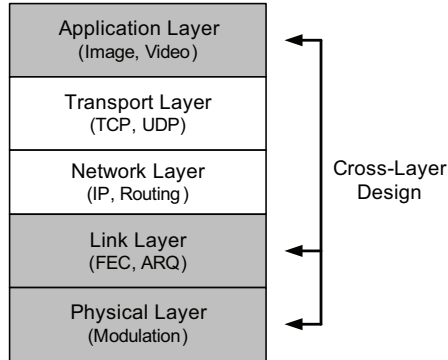 Application Layer
(Image, Video)
Transport Layer
(TCP, UDP)
Network Layer
(IP, Routing)
Link Layer
(FEC, ARQ)
Physical Layer
(Modulation)
Cross-Layer
Design